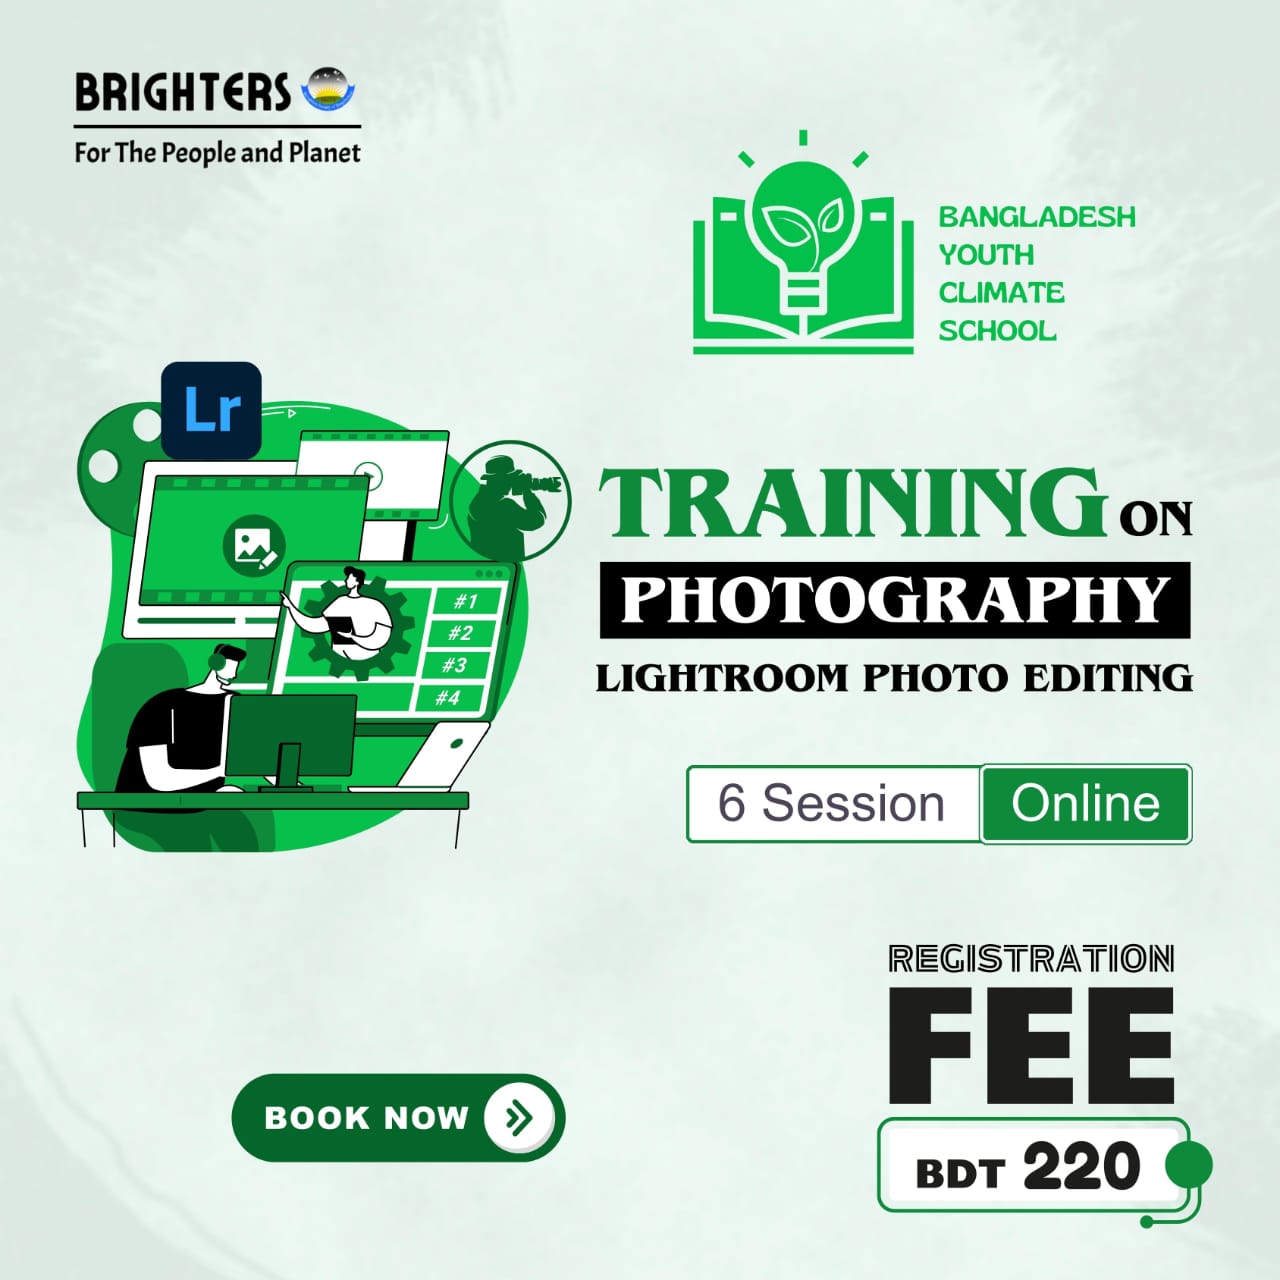 BRIGHTERS
For The People and Planet
BANGLADESH
YOUTH
CLIMATE
SCHOOL
Lr
#1
#2
#3
#4
TRAINING ON
PHOTOGRAPHY
LIGHTROOM PHOTO EDITING
6 Session Online
REGISTRATION
FEE
BDT 220
BOOK NOW